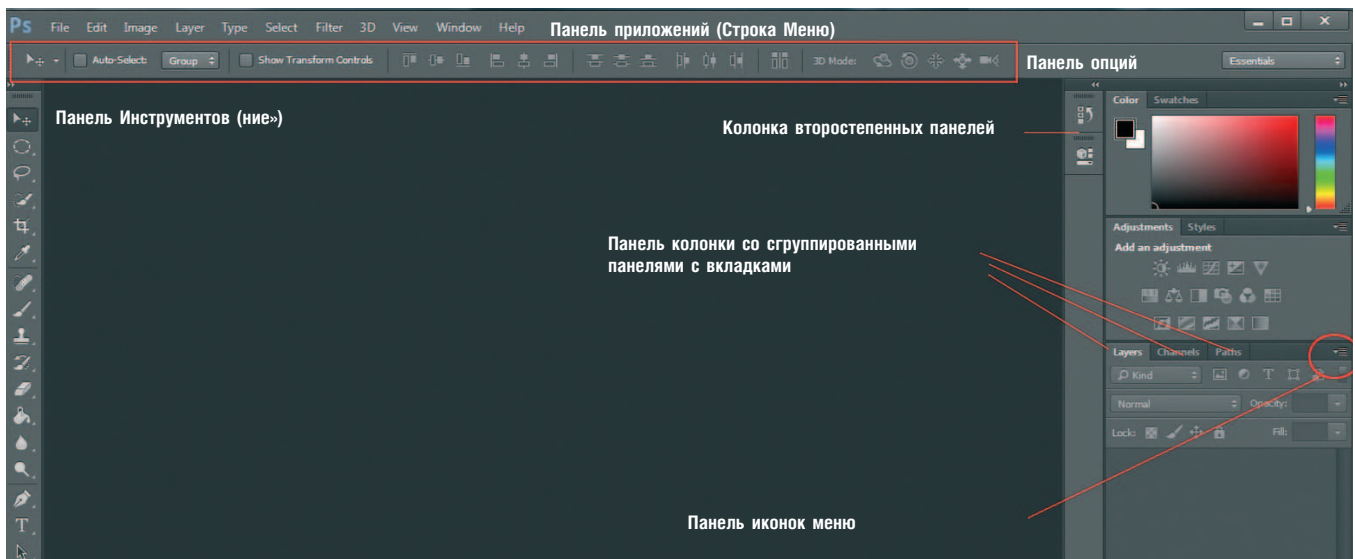 Ps File Edit Image Layer Type Select Filter 3D View Window Help
Панель приложений (Строка Меню)
Auto-Select: Group Show Transform Controls 3D Mode:
Панель опций
Essentials
Панель Инструментов (ние»)
Колонка второстепенных панелей
Color Swatches
Панель колонки со сгруппированными
панелями с вкладками
Adjustments Styles
Add an adjustment
Layers Channels Paths
Kind
Normal Opacity:
Lock: Fill:
Панель иконок меню